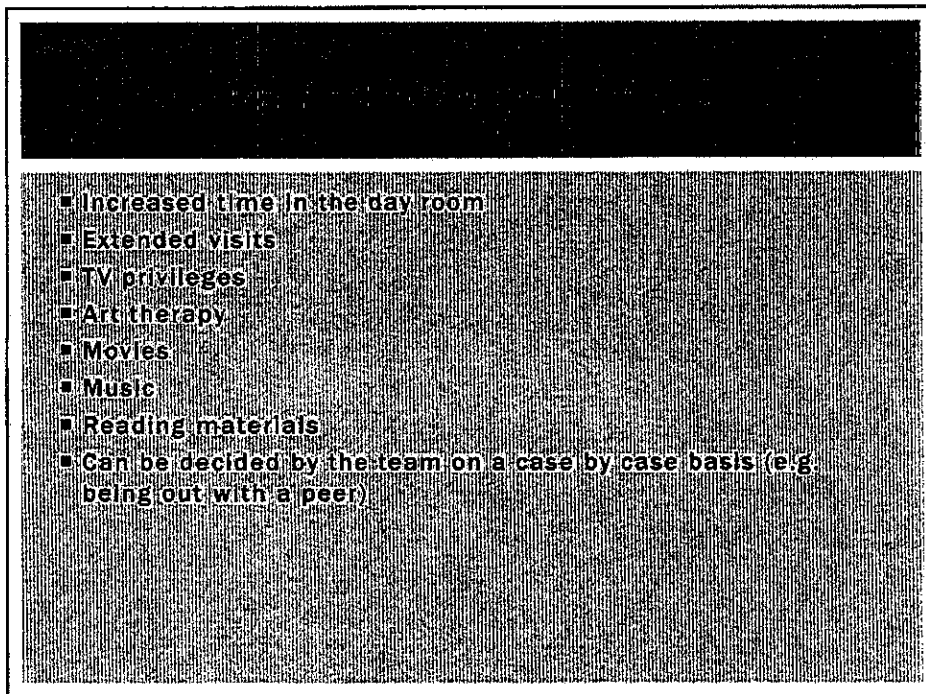 ▪ Increased time in the day room
▪ Extended visits
▪ TV privileges
▪ Art therapy
▪ Movies
▪ Music
▪ Reading materials
▪ Can be decided by the team on a case by case basis (e.g.
being out with a peer)